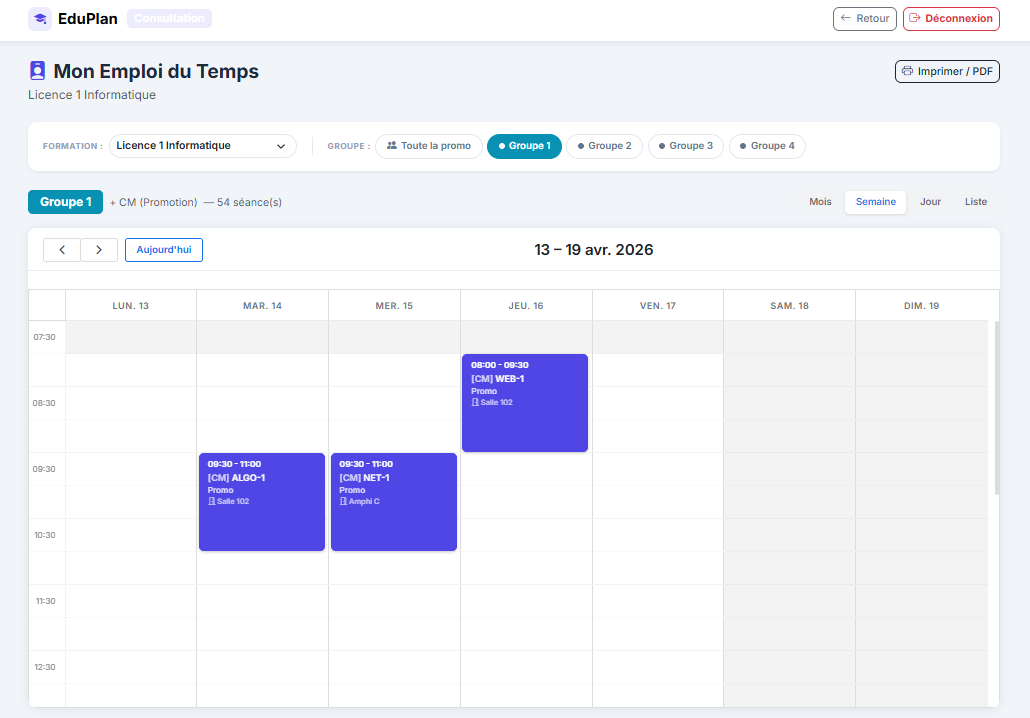 EduPlan Consultation
Retour Déconnexion
Mon Emploi du Temps
Imprimer / PDF
Licence 1 Informatique
FORMATION : Licence 1 Informatique GROUPE : Toute la promo Groupe 1 Groupe 2 Groupe 3 Groupe 4
Groupe 1 + CM (Promotion) — 54 séance(s)
Mois Semaine Jour Liste
Aujourd'hui
13 – 19 avr. 2026
LUN. 13 MAR. 14 MER. 15 JEU. 16 VEN. 17 SAM. 18 DIM. 19
07:30
08:00 - 09:30
[CM] WEB-1
Promo
Salle 102
08:30
09:30
09:30 - 11:00
[CM] ALGO-1
Promo
Salle 102
09:30 - 11:00
[CM] NET-1
Promo
Amphi C
10:30
11:30
12:30